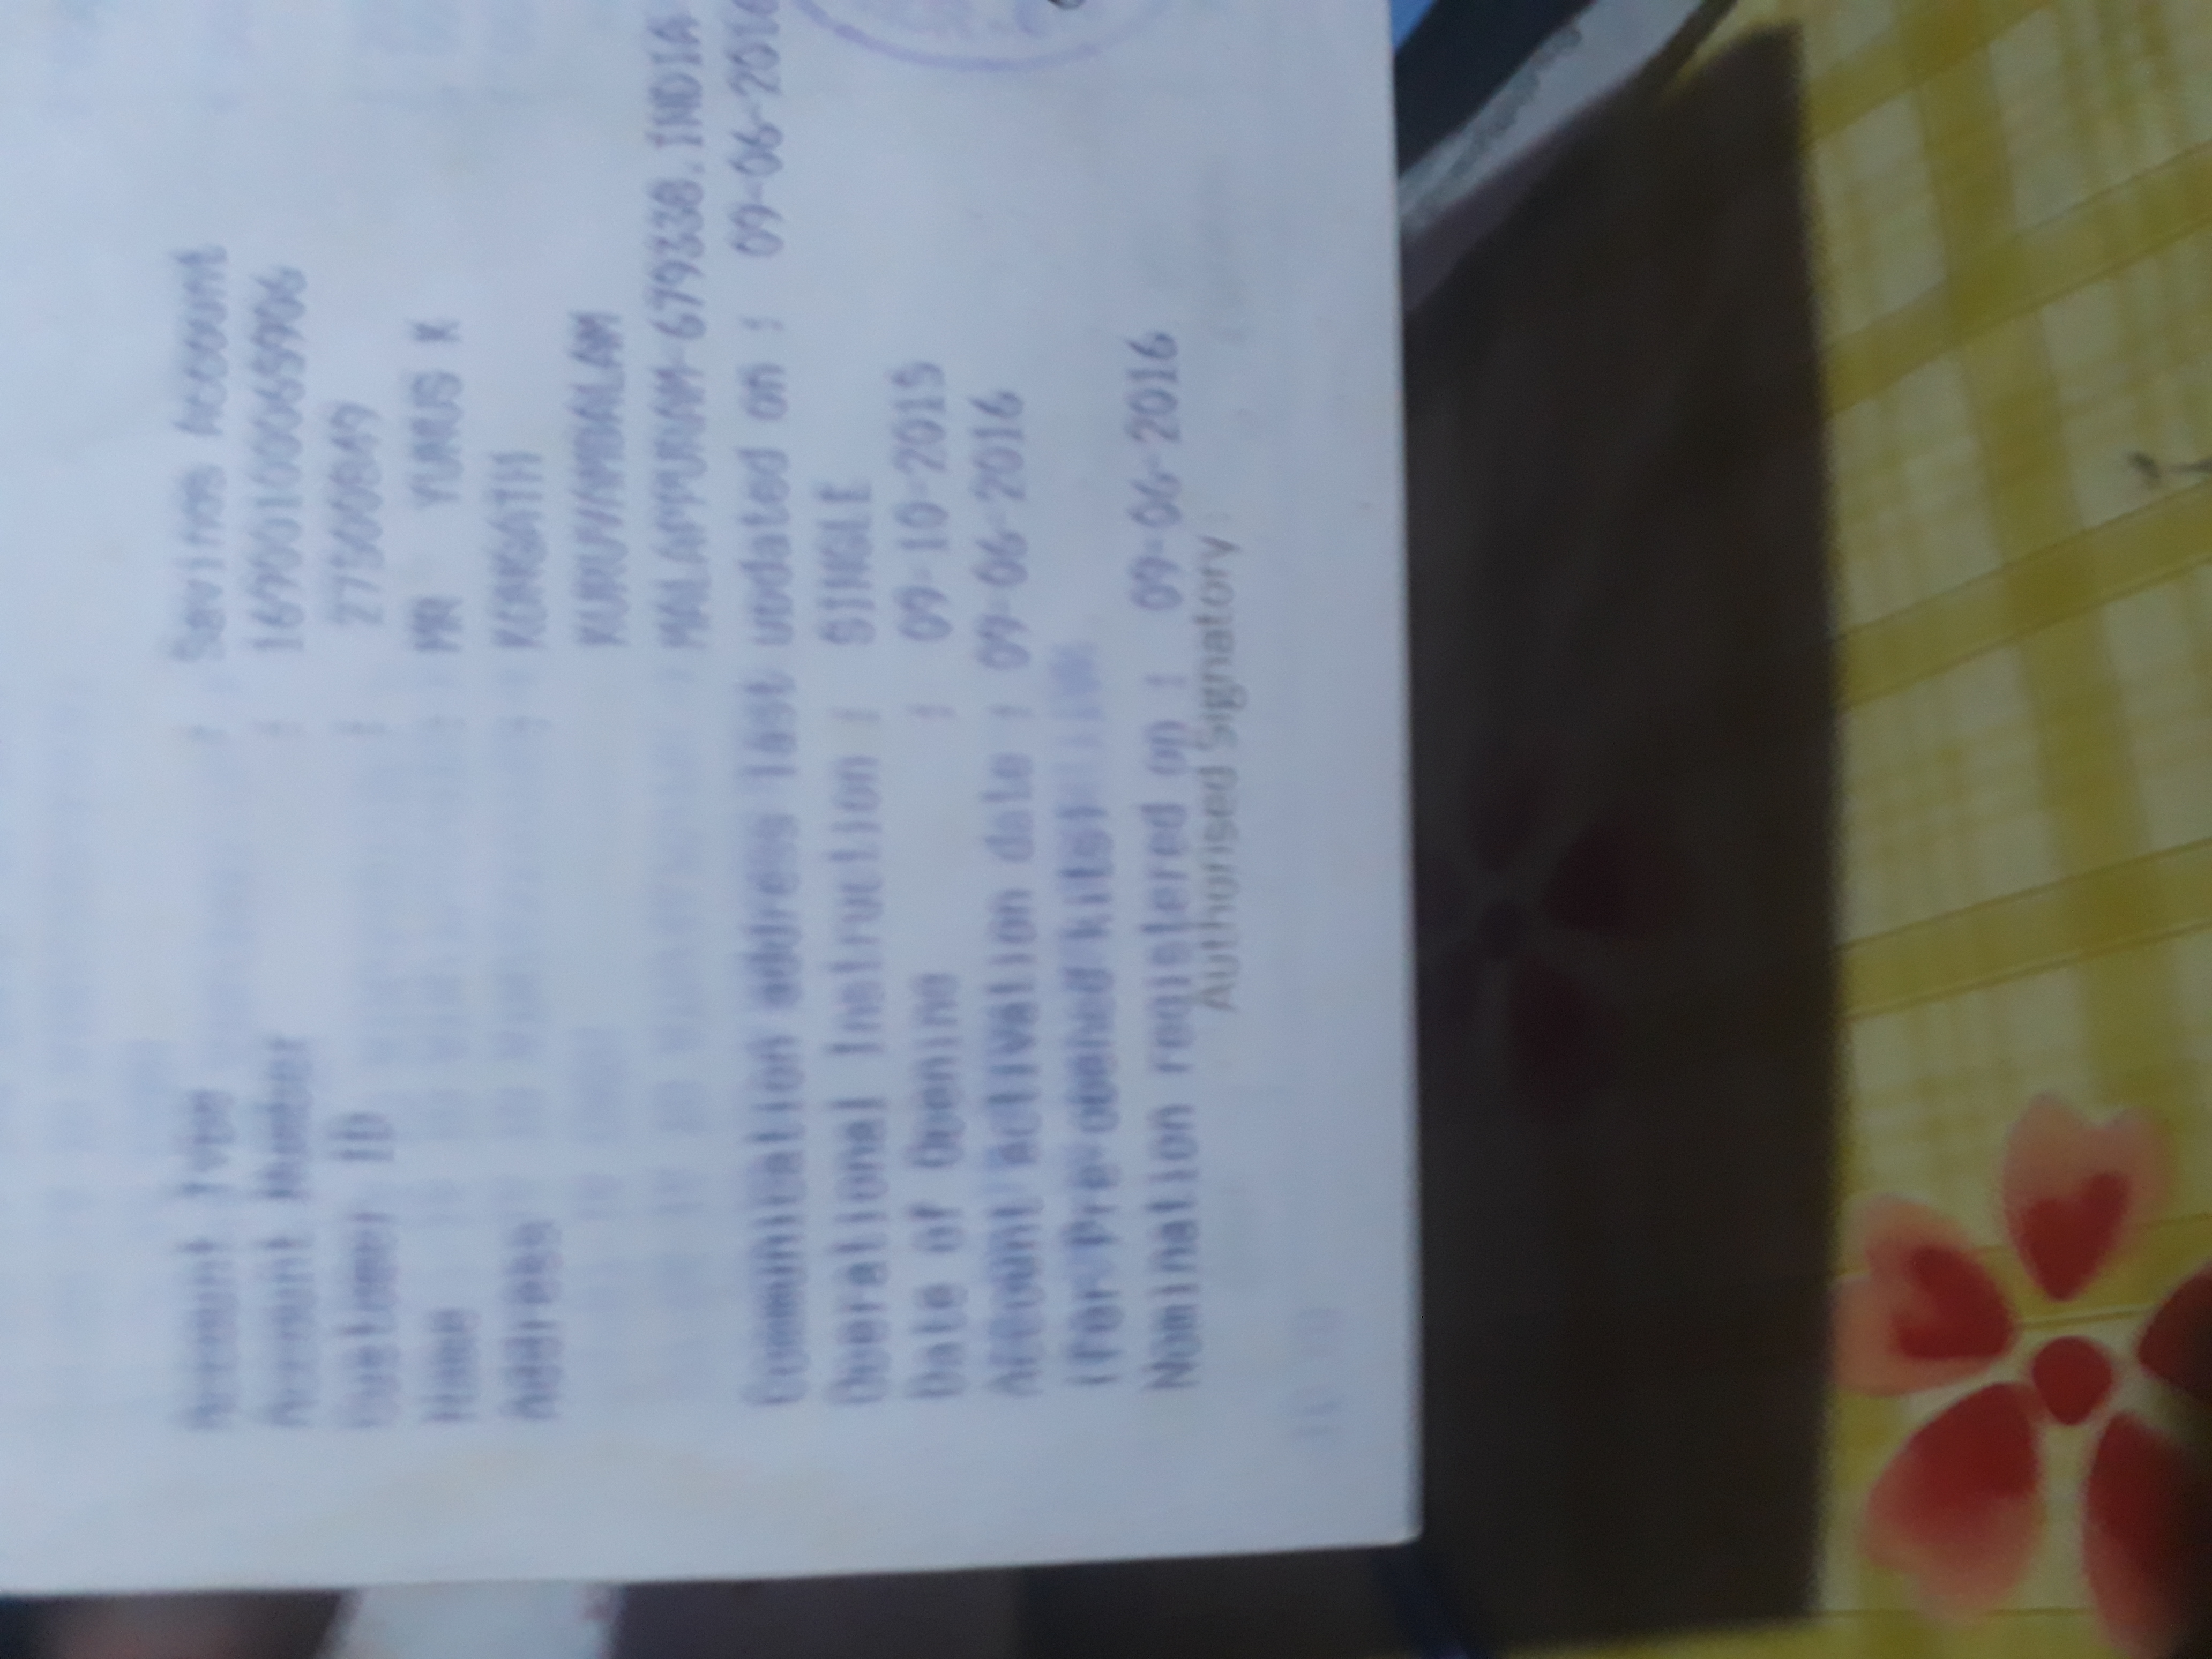 Account Type : Savings Account
Account Number : 16900100065906
Customer ID : 27500849
Name MR YUNUS K
Address KONGATH
KURUVAMBALAM
MALAPPURAM-679338.INDIA
Communication address last updated on : 09-06-2016
Operational Instruction : SINGLE
Date of Opening : 09-10-2015
Account activation date : 09-06-2016
(For Pre-opened kits)
Nomination registered on : 09-06-2016
Authorised Signatory